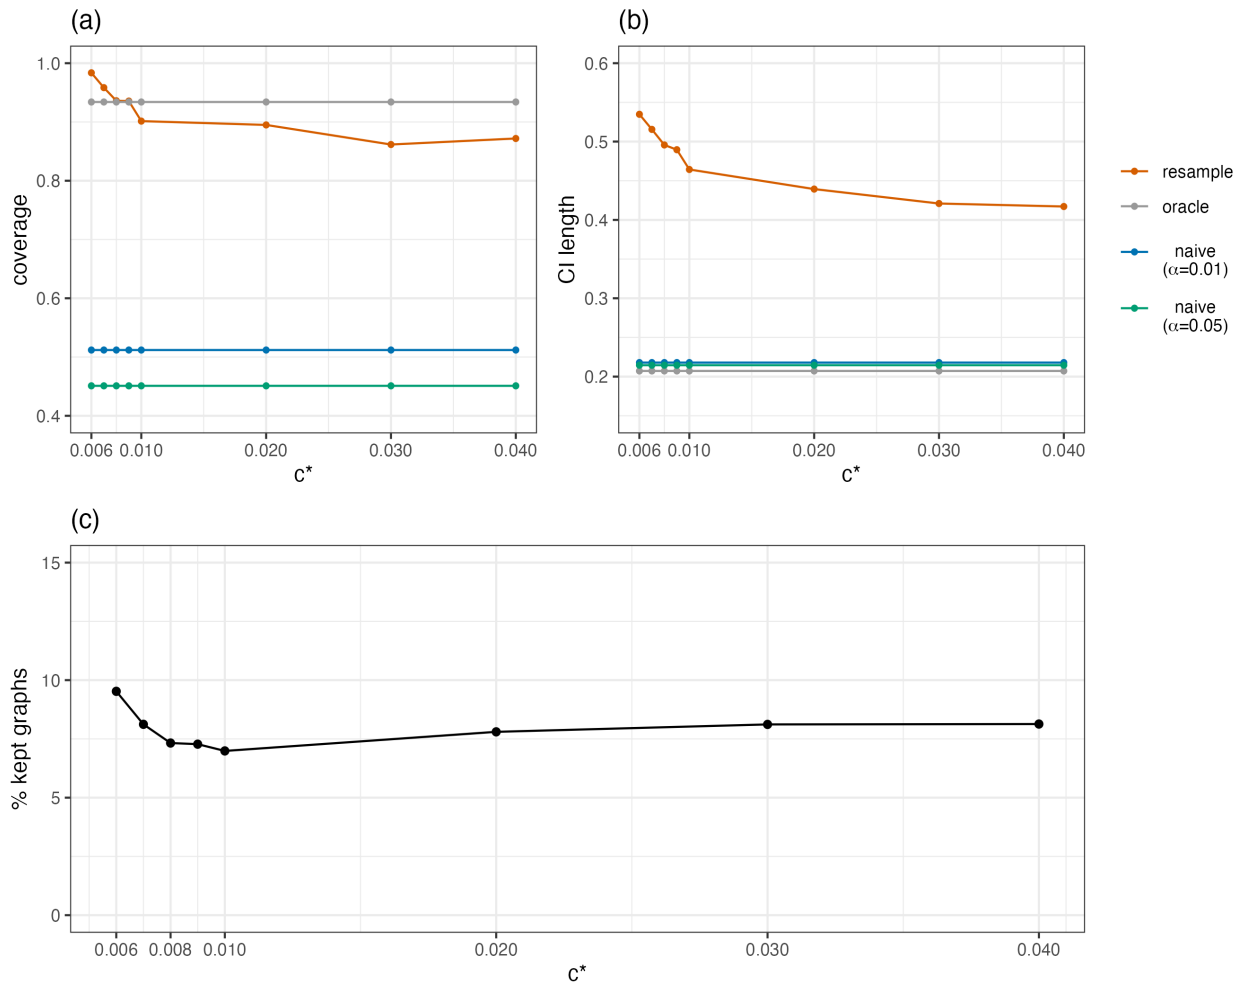 (a)
coverage
1.0
0.8
0.6
0.4
0.006 0.010 0.020 0.030 0.040
c*
(b)
CI length
0.6
0.5
0.4
0.3
0.2
0.006 0.010 0.020 0.030 0.040
c*
resample
oracle
naive
(α=0.01)
naive
(α=0.05)
(c)
% kept graphs
15
10
5
0
0.006 0.008 0.010 0.020 0.030 0.040
c*